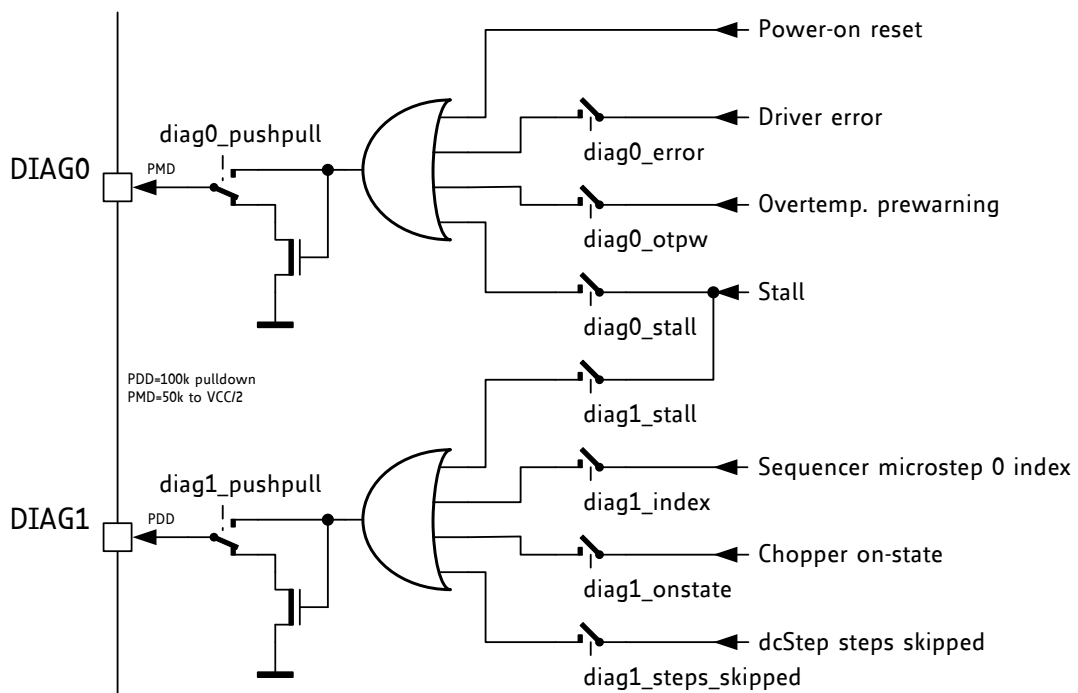 Power-on reset
Driver error
diag0_pushpull
diag0_error
DIAG0
PMD
Overtemp. prewarning
diag0_otpw
Stall
diag0_stall
PDD=100k pulldown
PMD=50k to VCC/2
diag1_stall
Sequencer microstep 0 index
diag1_pushpull
diag1_index
DIAG1
PDD
Chopper on-state
diag1_onstate
dcStep steps skipped
diag1_steps_skipped